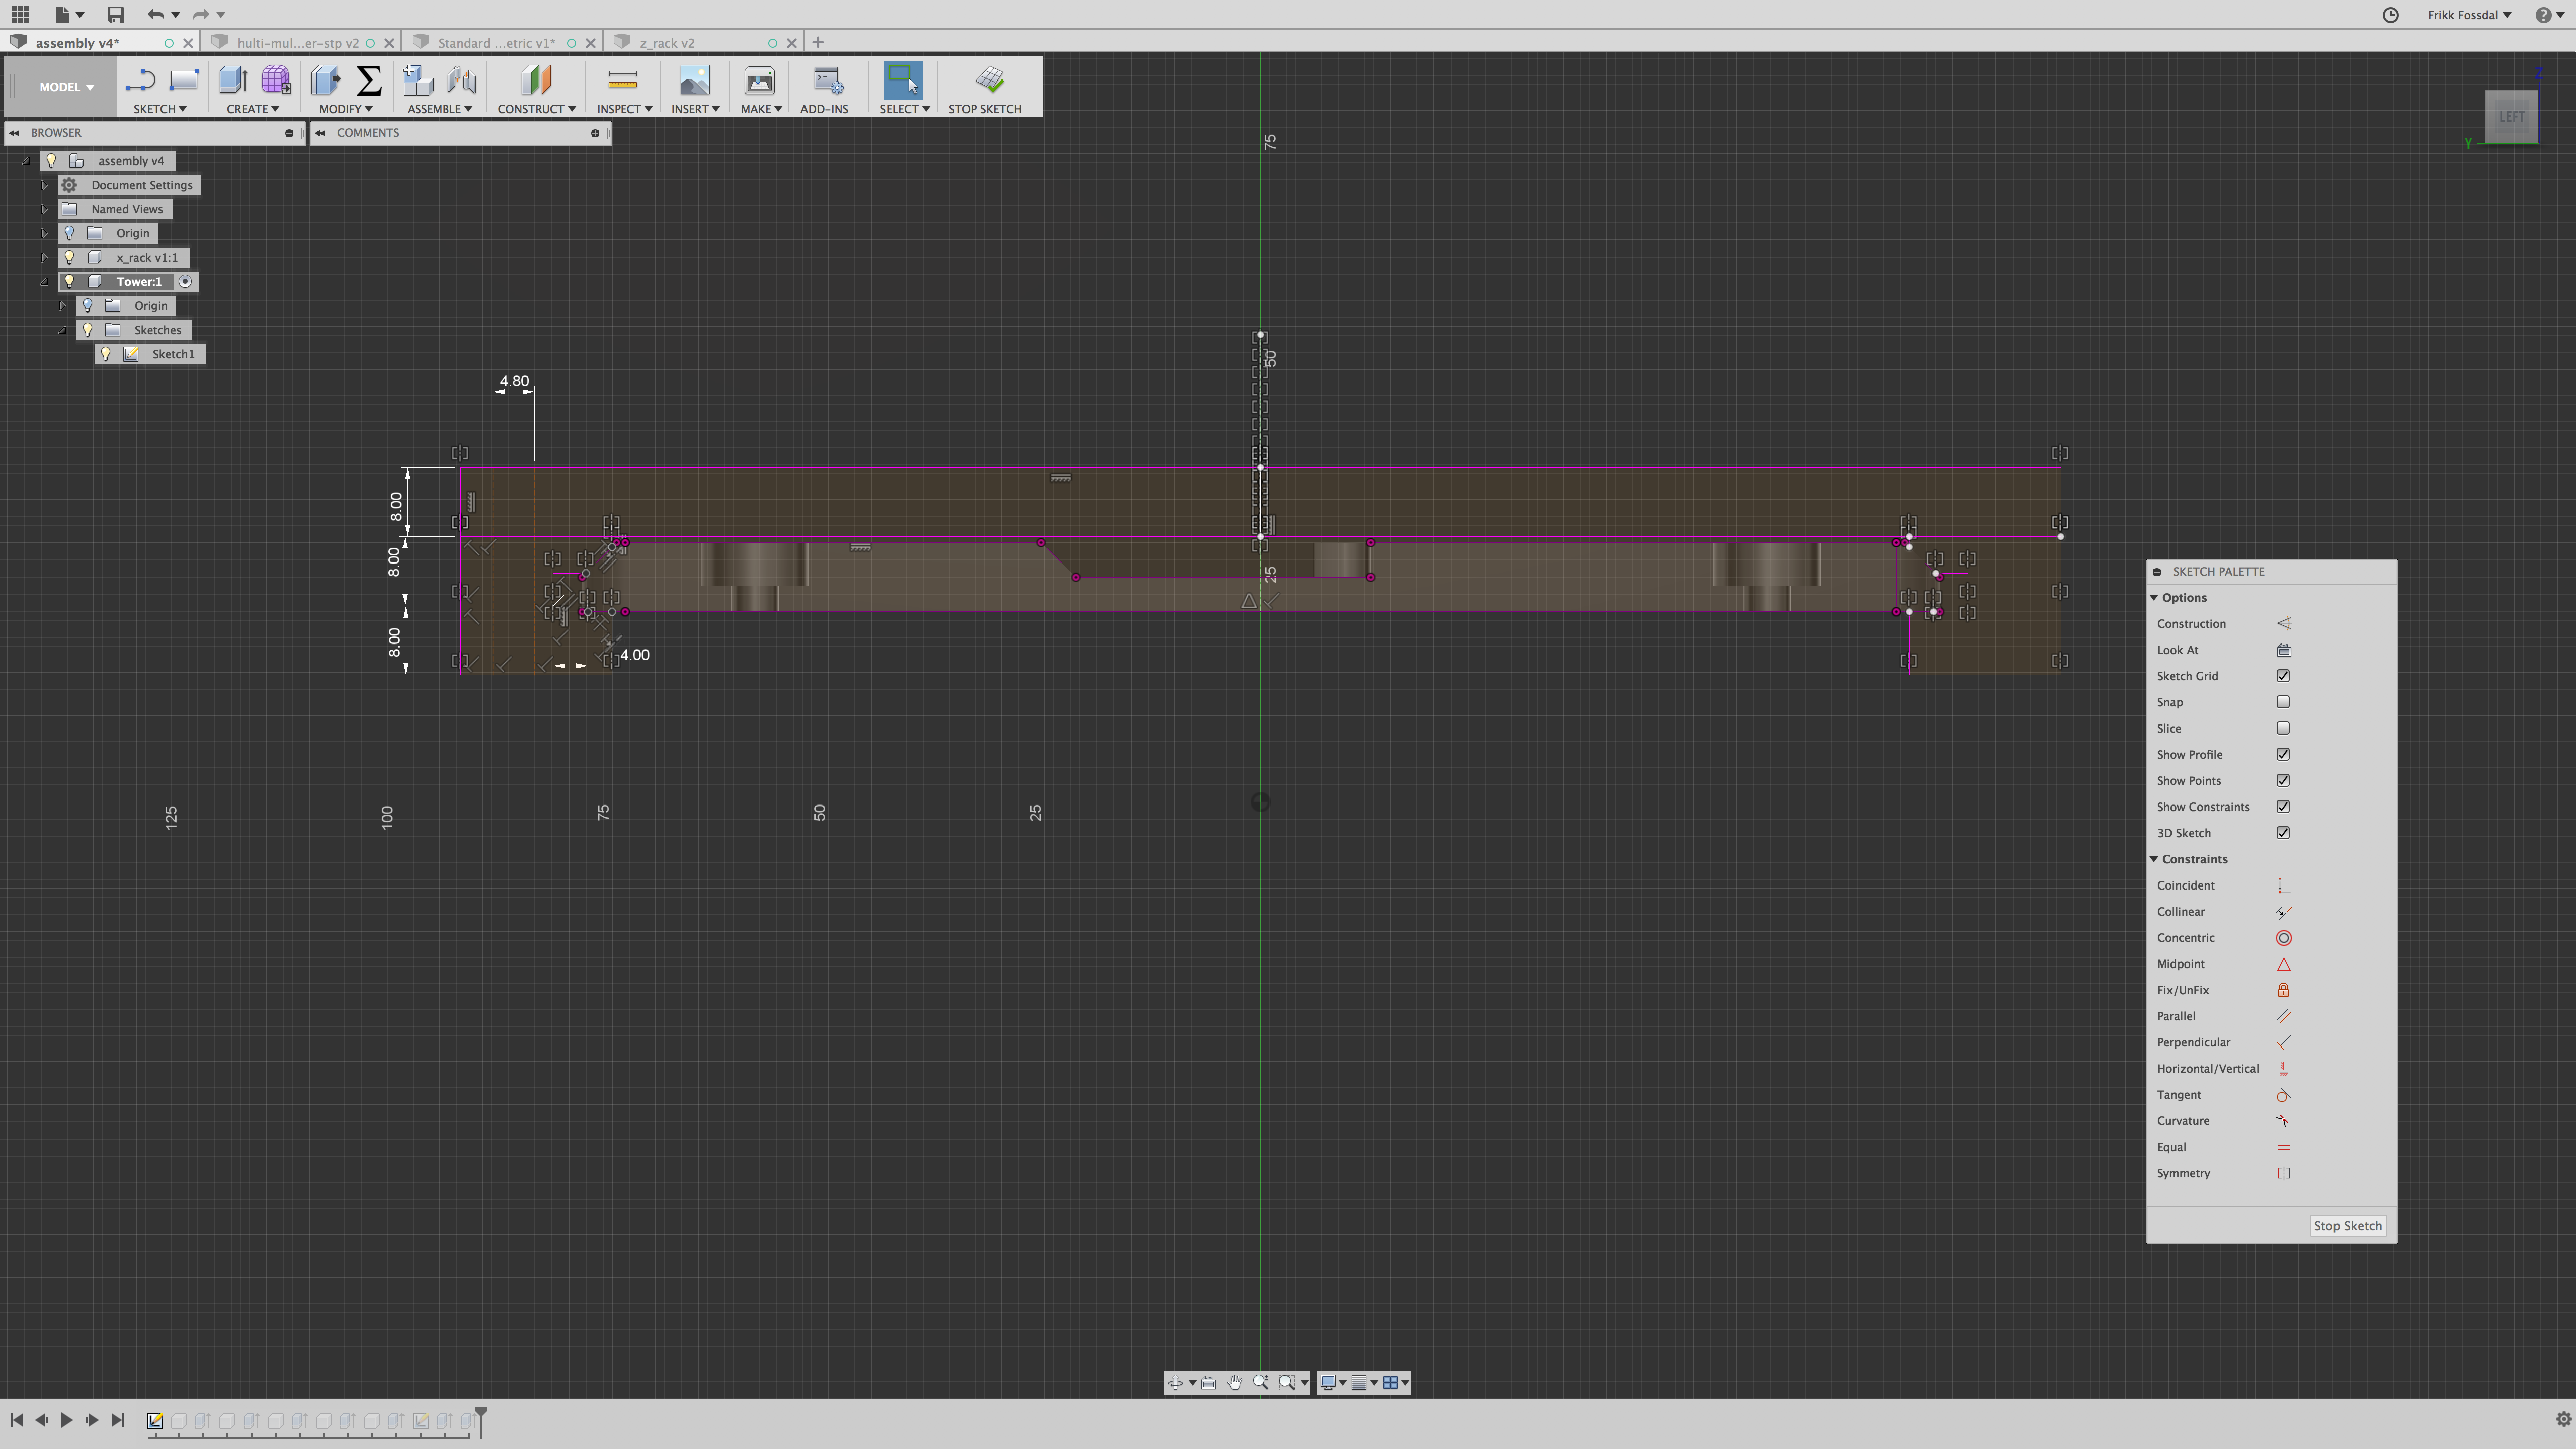 Frikk Fossdal
assembly v4*
hulti-mul...er-stp v2
Standard ...etric v1*
z_rack v2
MODEL
SKETCH
CREATE
MODIFY
ASSEMBLE
CONSTRUCT
INSPECT
INSERT
MAKE
ADD-INS
SELECT
STOP SKETCH
BROWSER
COMMENTS
Z
LEFT
Y
assembly v4
Document Settings
Named Views
Origin
x_rack v1:1
Tower:1
Origin
Sketches
Sketch1
75
50
25
4.80
8.00
8.00
8.00
4.00
125
100
75
50
25
SKETCH PALETTE
Options
Construction
Look At
Sketch Grid
Snap
Slice
Show Profile
Show Points
Show Constraints
3D Sketch
Constraints
Coincident
Collinear
Concentric
Midpoint
Fix/UnFix
Parallel
Perpendicular
Horizontal/Vertical
Tangent
Curvature
Equal
Symmetry
Stop Sketch